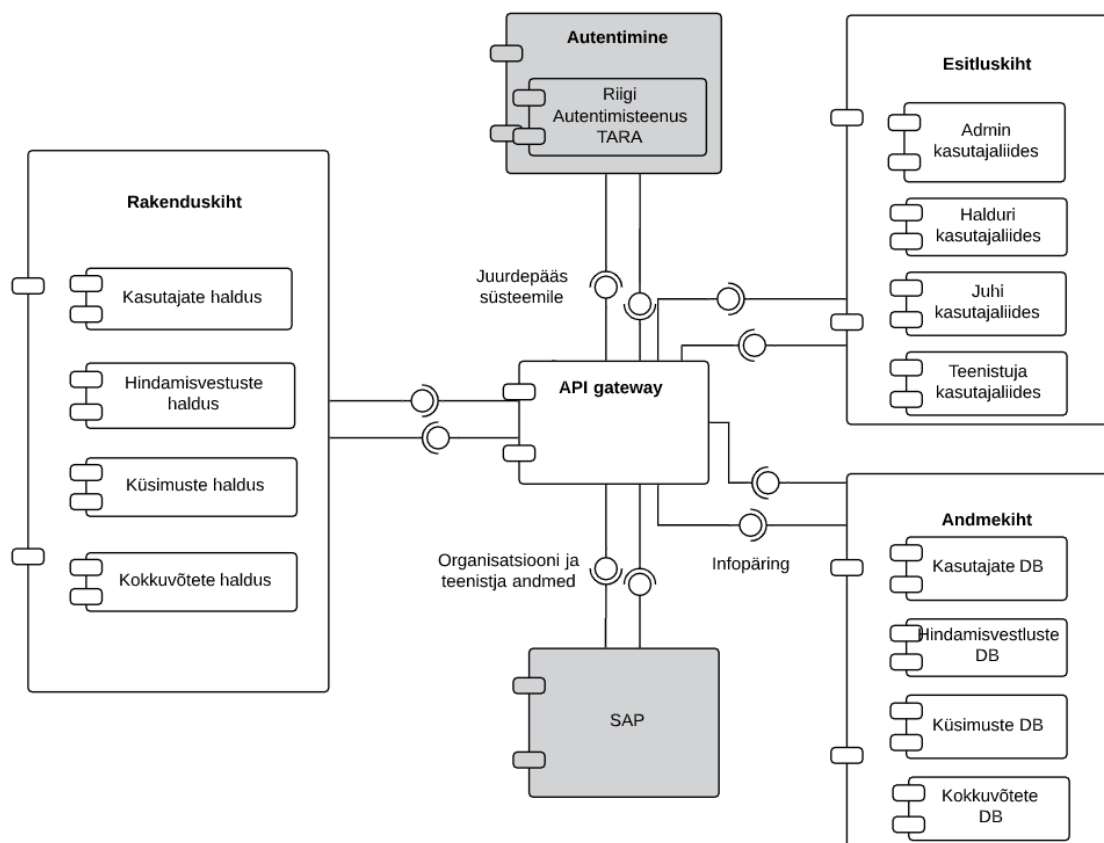 Autentimine
Riigi
Autentimisteenus
TARA
Esitluskiht
Admin
kasutajaliides
Halduri
kasutajaliides
Juhi
kasutajaliides
Teenistuja
kasutajaliides
Rakenduskiht
Kasutajate haldus
Hindamisvestuste
haldus
Küsimuste haldus
Kokkuvõtete haldus
Juurdepääs
süsteemile
API gateway
Organisatsiooni ja
teenistja andmed
Infopäring
SAP
Andmekiht
Kasutajate DB
Hindamisvestluste
DB
Küsimuste DB
Kokkuvõtete
DB